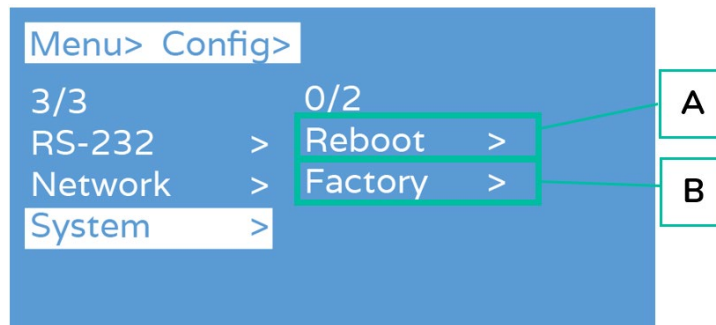 Menu> Config>
3/3
RS-232 >
Network >
System >
0/2
Reboot >
Factory >
A
B